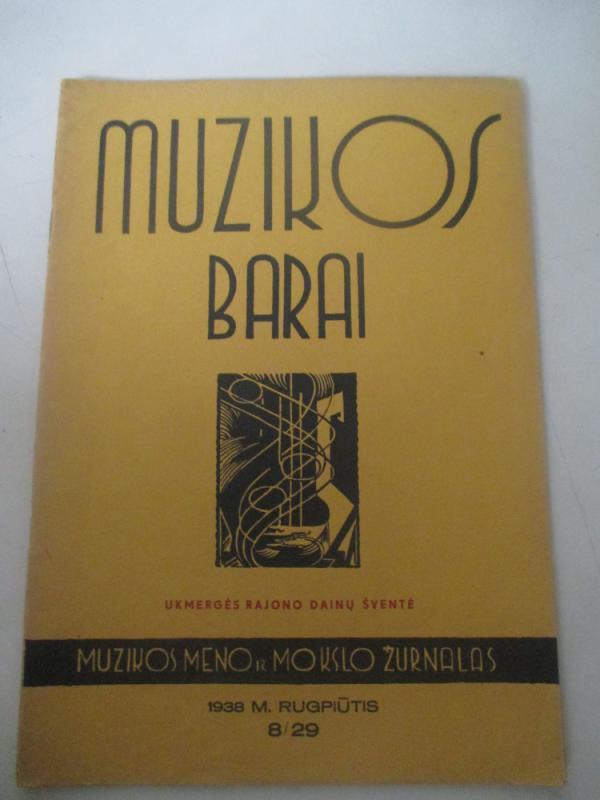 MUZIKOS
BARAI
UKMERGĖS RAJONO DAINŲ ŠVENTĖ
MUZIKOS MENO IR MOKSLO ŽURNALAS
1938 M. RUGPIŪTIS
8/29